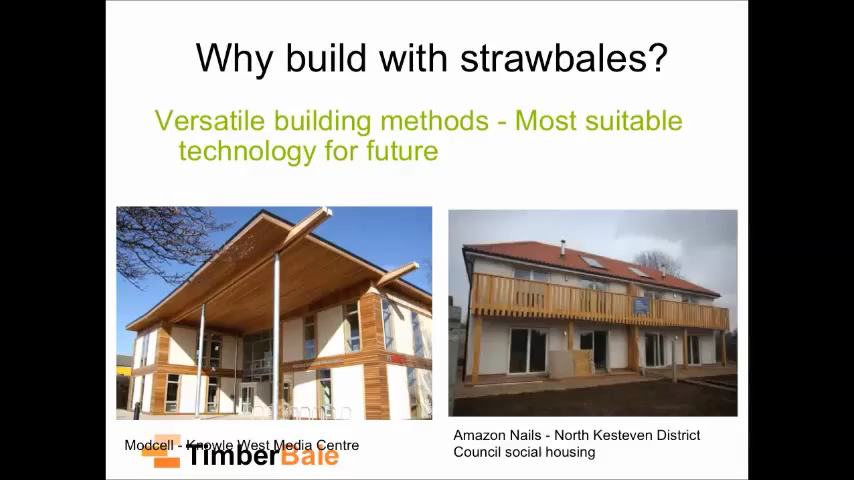 Why build with strawbales?
Versatile building methods - Most suitable
technology for future
Modcell - Knowle West Media Centre
TimberBale
Amazon Nails - North Kesteven District
Council social housing